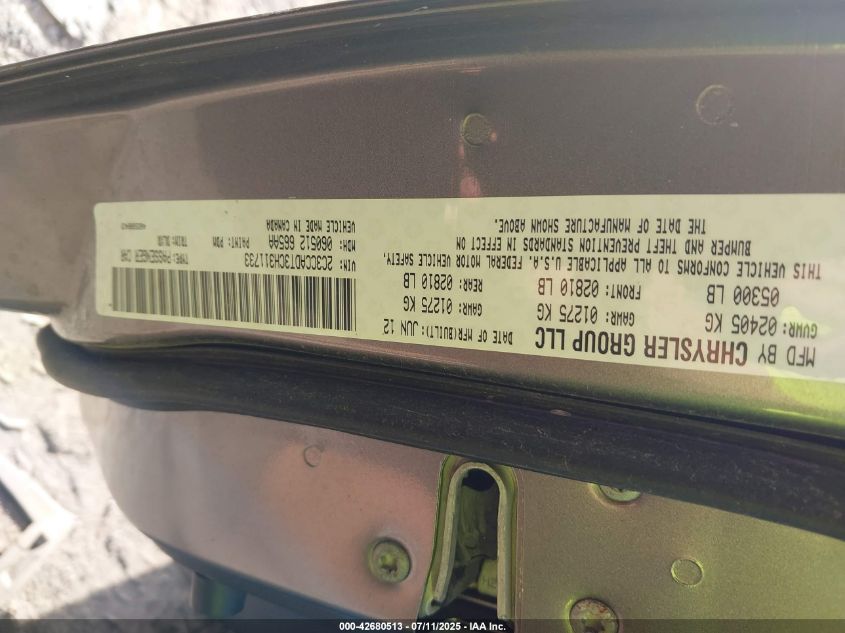 MFD BY CHRYSLER GROUP LLC
DATE OF MFR(BUILT): JUN 12
GVWR: 02405 KG
05300 LB
GAWR: 01275 KG
FRONT: 02810 LB
GAWR: 01275 KG
REAR: 02810 LB
THIS VEHICLE CONFORMS TO ALL APPLICABLE U.S.A. FEDERAL MOTOR VEHICLE SAFETY,
BUMPER AND THEFT PREVENTION STANDARDS IN EFFECT ON
THE DATE OF MANUFACTURE SHOWN ABOVE.
VIN: 2C3CCADT3CH311733
TYPE: PASSENGER CAR
MDH: 060512 665AA
PAINT: PDM
TRIM: DLX8
VEHICLE MADE IN CANADA
000-42680513 - 07/11/2025 - IAA Inc.